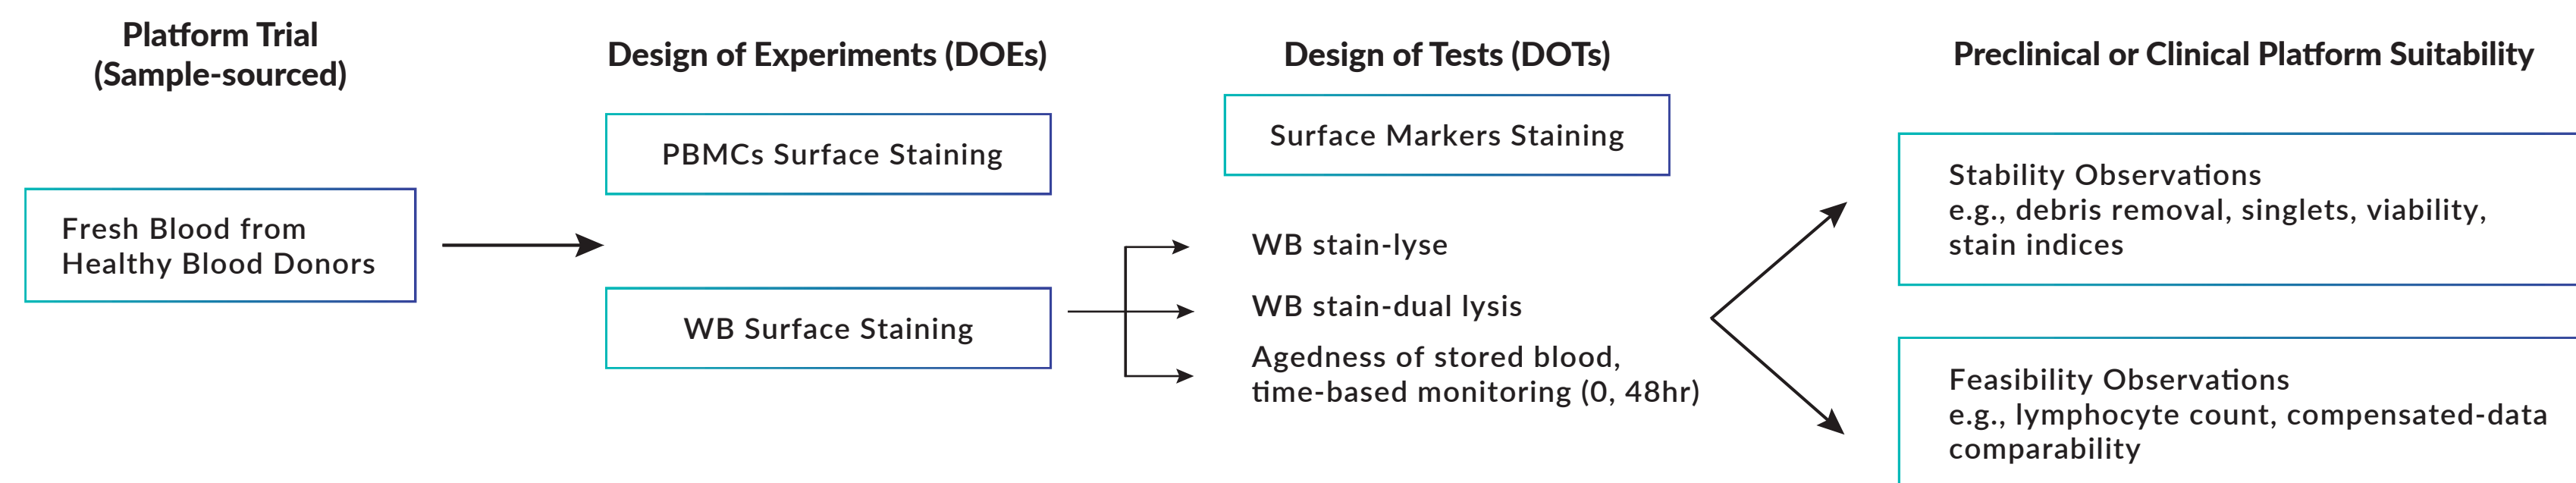 Platform Trial
(Sample-sourced)
Fresh Blood from
Healthy Blood Donors
Design of Experiments (DOEs)
PBMCs Surface Staining
WB Surface Staining
Design of Tests (DOTs)
Surface Markers Staining
WB stain-lyse
WB stain-dual lysis
Agedness of stored blood,
time-based monitoring (0, 48hr)
Preclinical or Clinical Platform Suitability
Stability Observations
e.g., debris removal, singlets, viability,
stain indices
Feasibility Observations
e.g., lymphocyte count, compensated-data
comparability